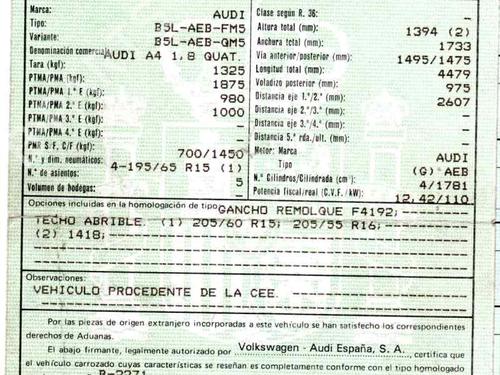 Marca: AUDI
Tipo: B5L-AEB-FM5
Variante: B5L-AEB-QM5
Denominación comercial AUDI A4 1,8 QUAT.
Tara (kgf): 1325
PTMA/PMA (kgf): 1875
PTMA/PMA 1.º E (kgf): 980
PTMA/PMA 2.º E (kgf): 1000
PTMA/PMA 3.º E (kgf):
PTMA/PMA 4.º E (kgf):
PMR S/F, C/F (kgf): 700/1450
N.º y dim. neumáticos: 4-195/65 R15 (1)
N.º de asientos: 5
Volumen de bodegas: –
Clase según R. 36: –
Altura total (mm): 1394 (2)
Anchura total (mm): 1733
Vía anterior/posterior (mm): 1495/1475
Longitud total (mm): 4479
Voladizo posterior (mm): 975
Distancia eje 1.º/2.º (mm): 2607
Distancia eje 2.º/3.º (mm): –
Distancia eje 3.º/4.º (mm): –
Distancia 5.ª rda./ult. (mm): –
Motor: Marca AUDI
Tipo (G) AEB
N.º Cilindros/Cilindrada (cm³): 4/1781
Potencia fiscal/real (C.V.F./kW): 12,42/110
Opciones incluidas en la homologación de tipo GANCHO REMOLQUE F4192;
TECHO ABRIBLE. (1) 205/60 R15; 205/55 R16;
(2) 1418;
Observaciones:
VEHICULO PROCEDENTE DE LA CEE.
Por las piezas de origen extranjero incorporadas a este vehículo se han satisfecho los correspondientes
derechos de Aduanas.
El abajo firmante, legalmente autorizado por Volkswagen - Audi España, S. A., certifica que
el vehículo carrozado cuyas características se reseñan es completamente conforme con el tipo homologado
B-2271